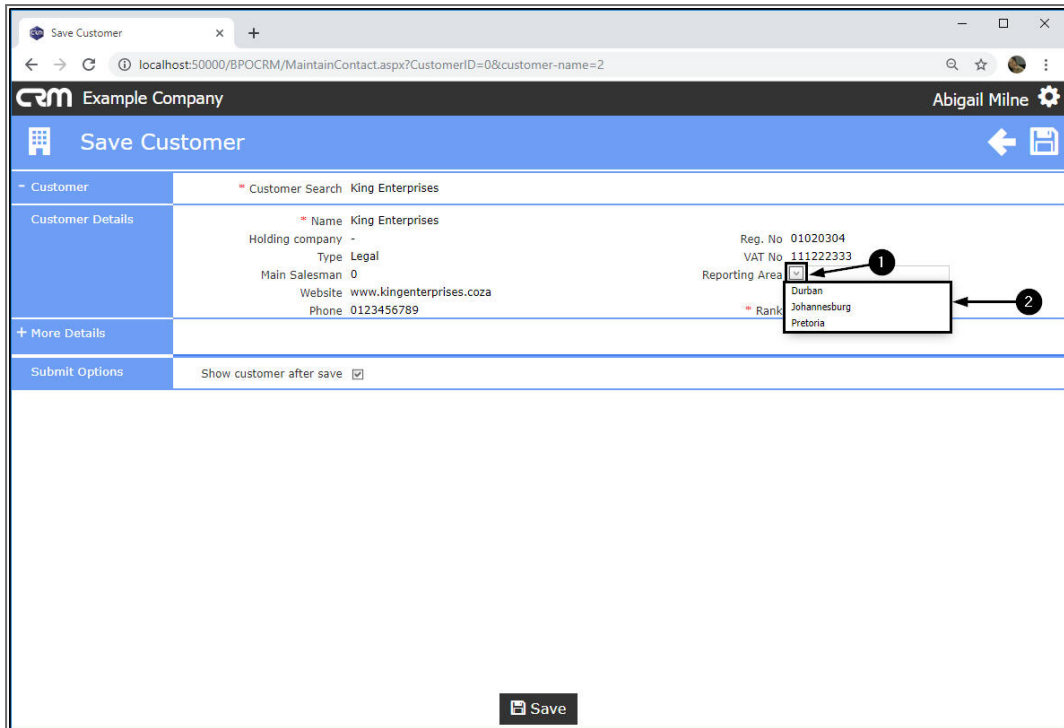 Save Customer
localhost:50000/BPOCRM/MaintainContact.aspx?CustomerID=0&customer-name=2
CRM Example Company
Abigail Milne
Save Customer
- Customer
* Customer Search King Enterprises
Customer Details
* Name King Enterprises
Holding company -
Reg. No 01020304
Type Legal
VAT No 111222333
1
Main Salesman 0
Reporting Area
Website www.kingenterprises.coza
Durban
Phone 0123456789
* Rank
Johannesburg
2
Pretoria
+ More Details
Submit Options
Show customer after save
Save